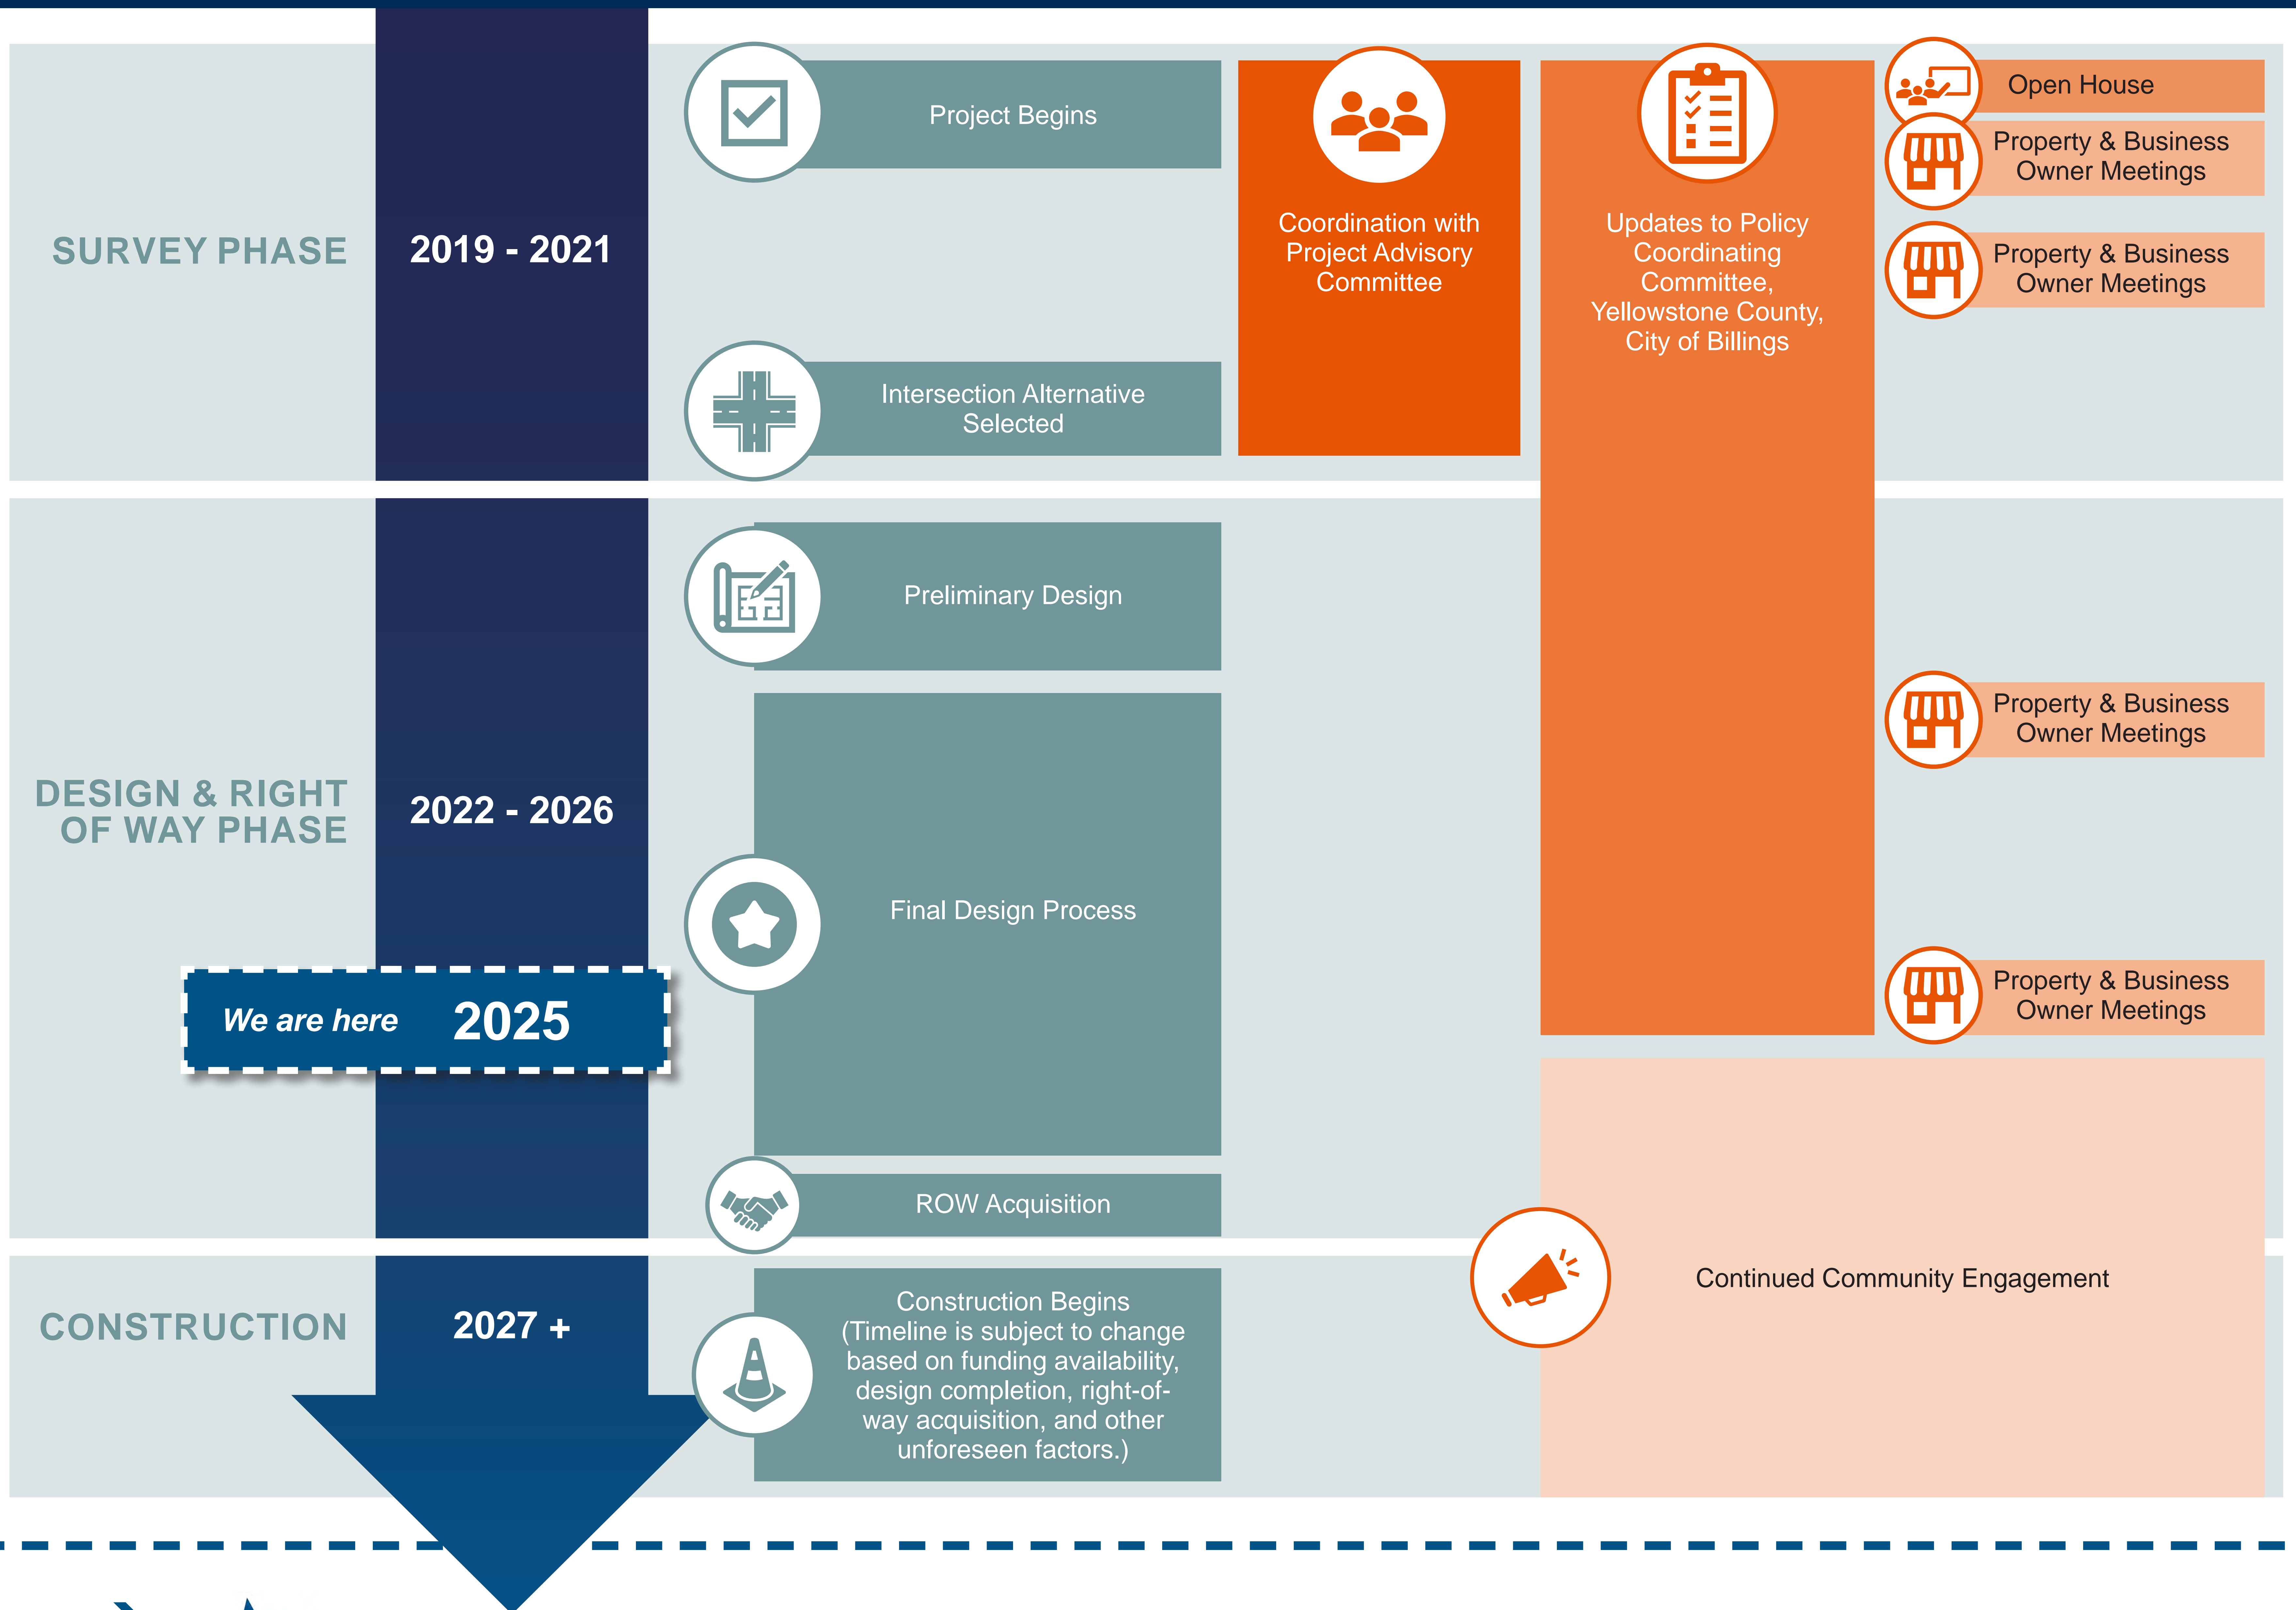 SURVEY PHASE
2019 - 2021
Project Begins
Intersection Alternative
Selected
Coordination with
Project Advisory
Committee
Updates to Policy
Coordinating
Committee,
Yellowstone County,
City of Billings
Open House
Property & Business
Owner Meetings
Property & Business
Owner Meetings
DESIGN & RIGHT
OF WAY PHASE
2022 - 2026
Preliminary Design
Final Design Process
Property & Business
Owner Meetings
We are here 2025
Property & Business
Owner Meetings
ROW Acquisition
Continued Community Engagement
CONSTRUCTION
2027 +
Construction Begins
(Timeline is subject to change
based on funding availability,
design completion, right-of-
way acquisition, and other
unforeseen factors.)